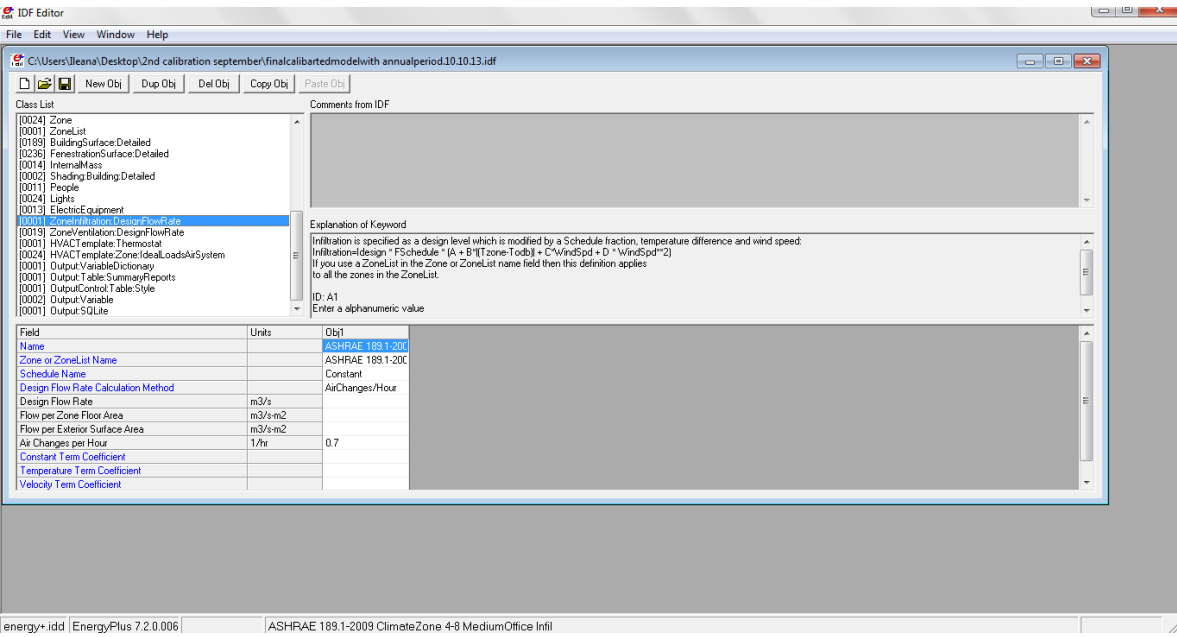 IDF Editor
File Edit View Window Help
C:\Users\Ileana\Desktop\2nd calibration september\finalcalibartedmodelwith annualperiod.10.10.13.idf
New Obj Dup Obj Del Obj Copy Obj Paste Obj
Class List
Comments from IDF
[0024] Zone
[0001] ZoneList
[0189] BuildingSurface:Detailed
[0236] FenestrationSurface:Detailed
[0014] InternalMass
[0002] Shading:Building:Detailed
[0011] People
[0024] Lights
[0013] ElectricEquipment
[0001] ZoneInfiltration:DesignFlowRate
[0019] ZoneVentilation:DesignFlowRate
[0001] HVACTemplate:Thermostat
[0024] HVACTemplate:Zone:IdealLoadsAirSystem
[0001] Output:VariableDictionary
[0001] Output:Table:SummaryReports
[0001] OutputControl:Table:Style
[0002] Output:Variable
[0001] Output:SQLite
Explanation of Keyword
Infiltration is specified as a design level which is modified by a Schedule fraction, temperature difference and wind speed:
Infiltration=Idesign * FSchedule * (A + B*|(Tzone-Todb)| + C*WindSpd + D * WindSpd**2)
If you use a ZoneList in the Zone or ZoneList name field then this definition applies
to all the zones in the ZoneList.
ID: A1
Enter a alphanumeric value
Field Units Obj1
Name ASHRAE 189.1-200
Zone or ZoneList Name ASHRAE 189.1-200
Schedule Name Constant
Design Flow Rate Calculation Method AirChanges/Hour
Design Flow Rate m3/s
Flow per Zone Floor Area m3/s-m2
Flow per Exterior Surface Area m3/s-m2
Air Changes per Hour 1/hr 0.7
Constant Term Coefficient
Temperature Term Coefficient
Velocity Term Coefficient
energy+.idd EnergyPlus 7.2.0.006 ASHRAE 189.1-2009 ClimateZone 4-8 MediumOffice Infil